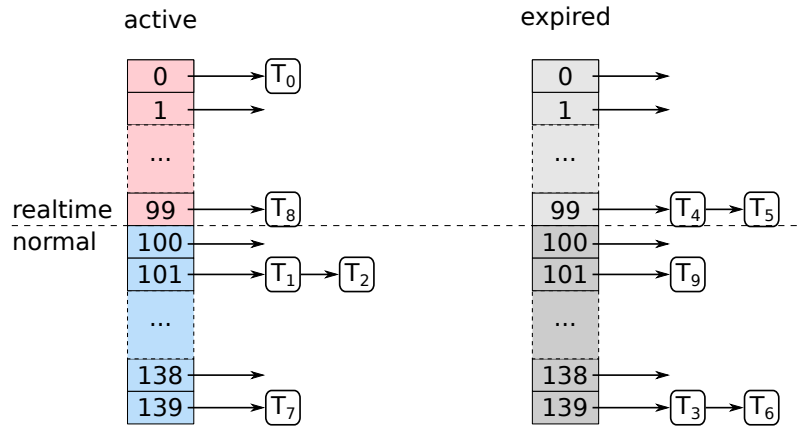 active expired
0 T₀ 0
1 1
... ...
realtime 99 T₈ 99 T₄ T₅
normal 100 100
101 T₁ T₂ 101 T₉
... ...
138 138
139 T₇ 139 T₃ T₆